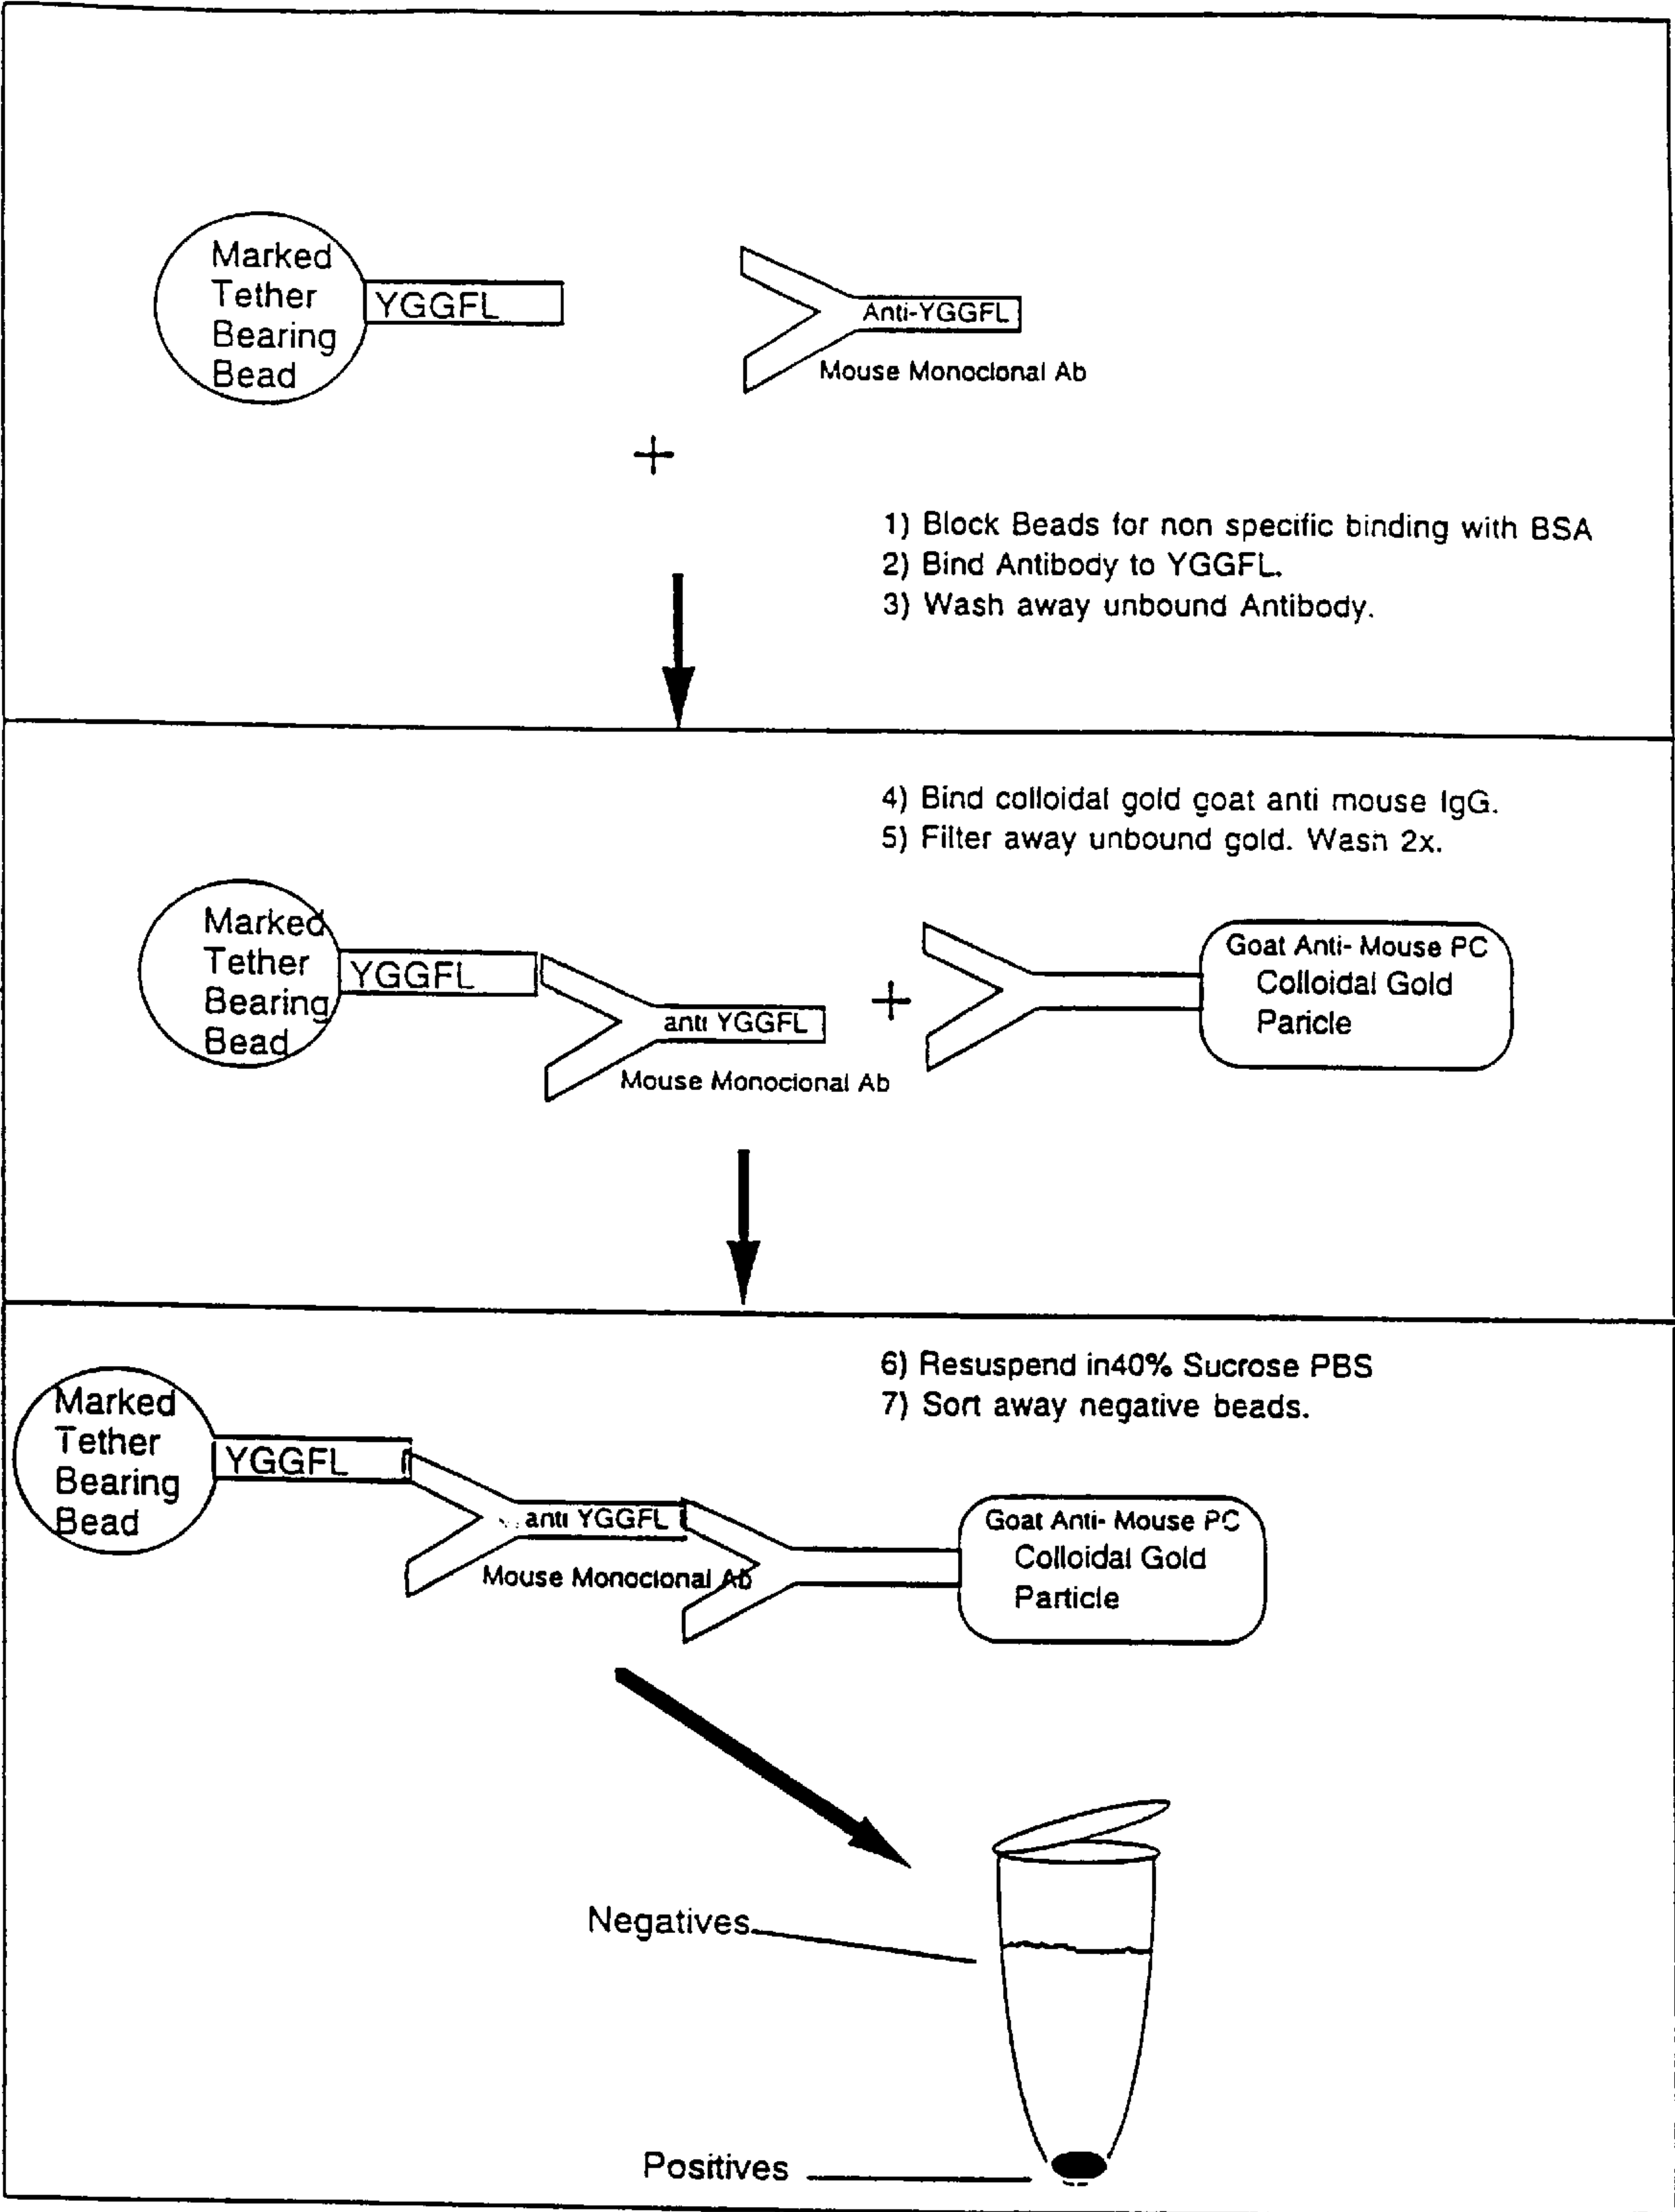 Marked
Tether
Bearing
Bead
YGGFL
Anti-YGGFL
Mouse Monoclonal Ab
+
1) Block Beads for non specific binding with BSA
2) Bind Antibody to YGGFL.
3) Wash away unbound Antibody.
4) Bind colloidal gold goat anti mouse IgG.
5) Filter away unbound gold. Wash 2x.
Marked
Tether
Bearing
Bead
YGGFL
anti YGGFL
Mouse Monoclonal Ab
+
Goat Anti- Mouse PC
Colloidal Gold
Paricle
6) Resuspend in40% Sucrose PBS
7) Sort away negative beads.
Marked
Tether
Bearing
Bead
YGGFL
anti YGGFL
Mouse Monoclonal Ab
Goat Anti- Mouse PC
Colloidal Gold
Particle
Negatives
Positives